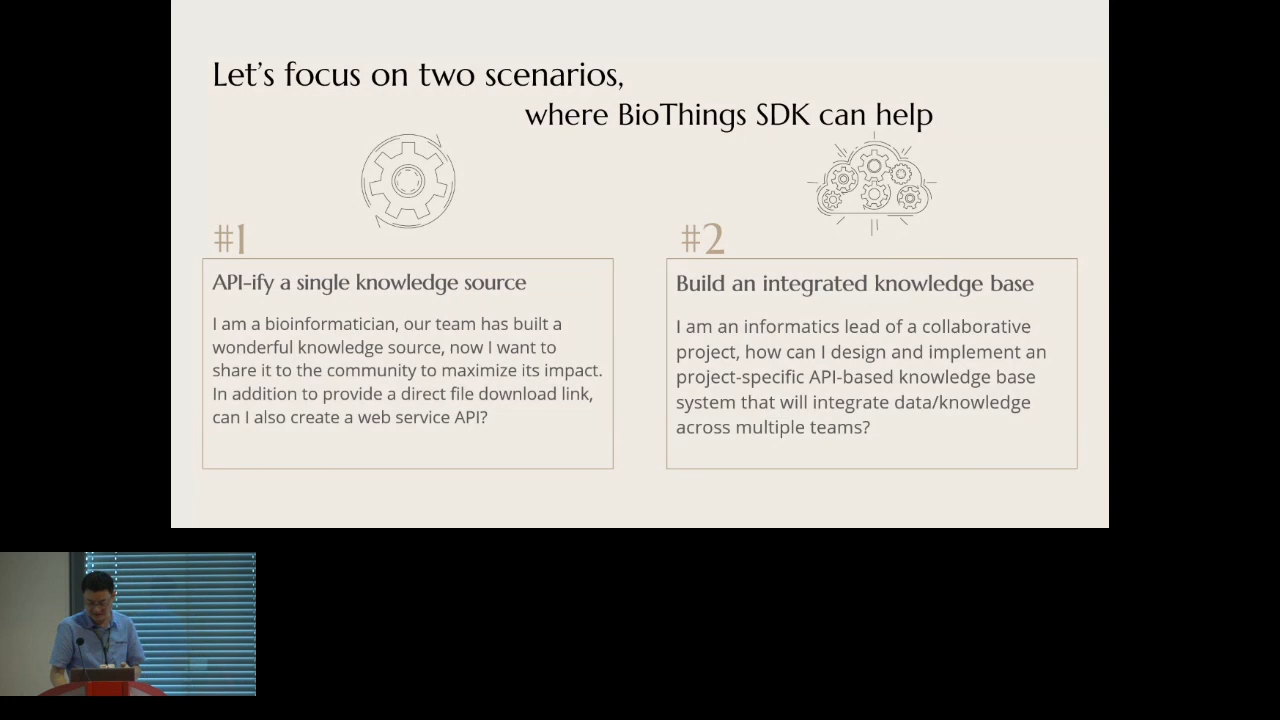 Let's focus on two scenarios,
where BioThings SDK can help
#1
API-ify a single knowledge source
I am a bioinformatician, our team has built a
wonderful knowledge source, now I want to
share it to the community to maximize its impact.
In addition to provide a direct file download link,
can I also create a web service API?
#2
Build an integrated knowledge base
I am an informatics lead of a collaborative
project, how can I design and implement an
project-specific API-based knowledge base
system that will integrate data/knowledge
across multiple teams?